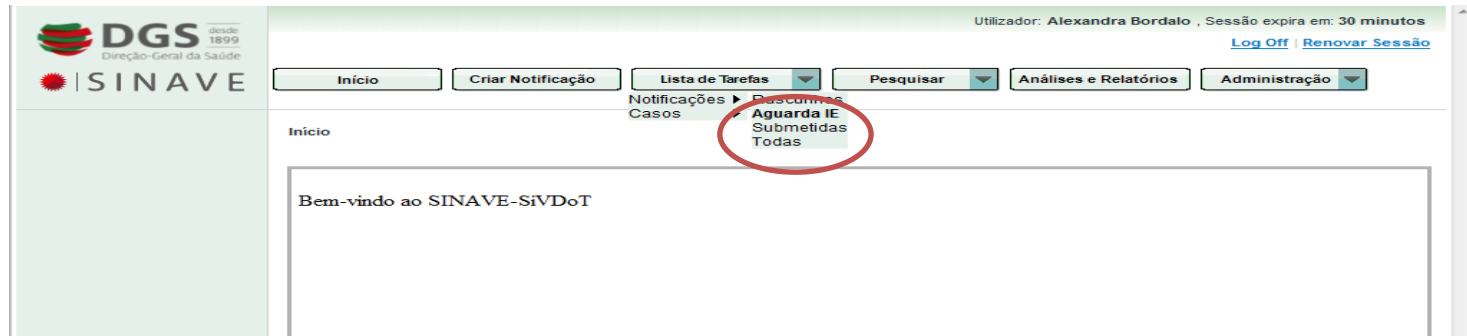 Utilizador: Alexandra Bordalo , Sessão expira em: 30 minutos
Log Off | Renovar Sessão
DGS desde 1899
Direção-Geral da Saúde
SINAVE
Início Criar Notificação Lista de Tarefas Pesquisar Análises e Relatórios Administração
Notificações Rascunhos
Casos Aguarda IE
Submetidas
Todas
Início
Bem-vindo ao SINAVE-SiVDoT